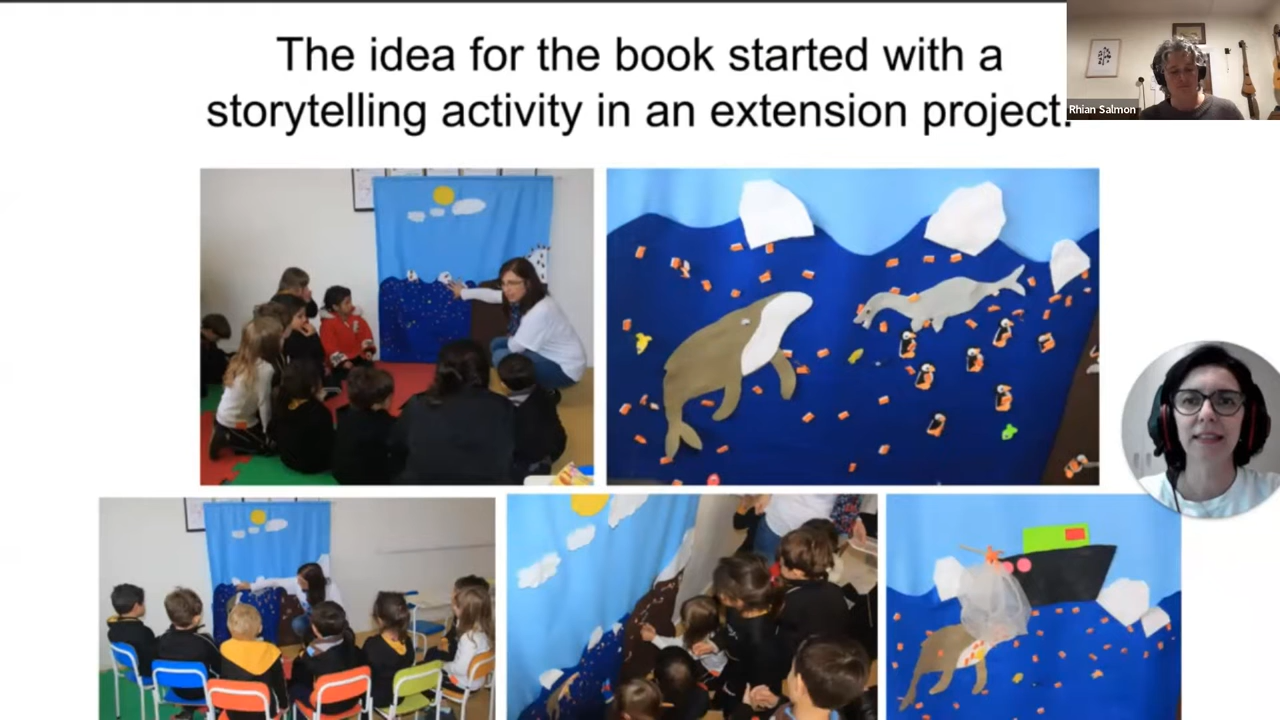 The idea for the book started with a
storytelling activity in an extension project.
Rhian Salmon